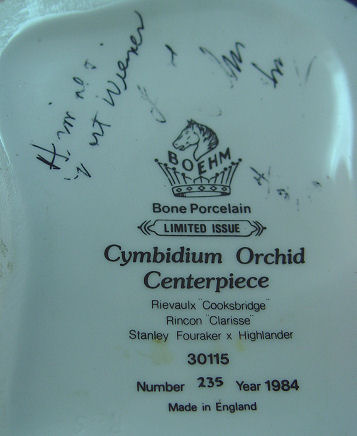 BOEHM
Bone Porcelain
LIMITED ISSUE
Cymbidium Orchid
Centerpiece
Rievaulx "Cooksbridge"
Rincon "Clarisse"
Stanley Fouraker x Highlander
30115
Number 235 Year 1984
Made in England